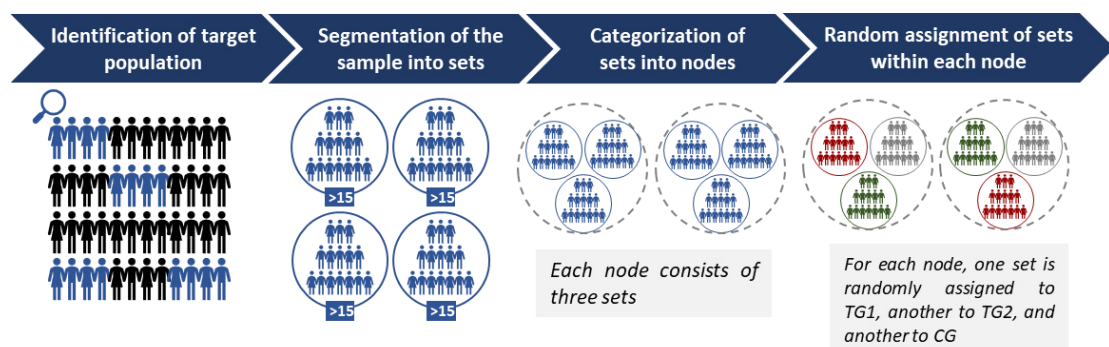 Identification of target
population
Segmentation of the
sample into sets
Categorization of
sets into nodes
Random assignment of sets
within each node
>15
>15
>15
>15
Each node consists of
three sets
For each node, one set is
randomly assigned to
TG1, another to TG2, and
another to CG